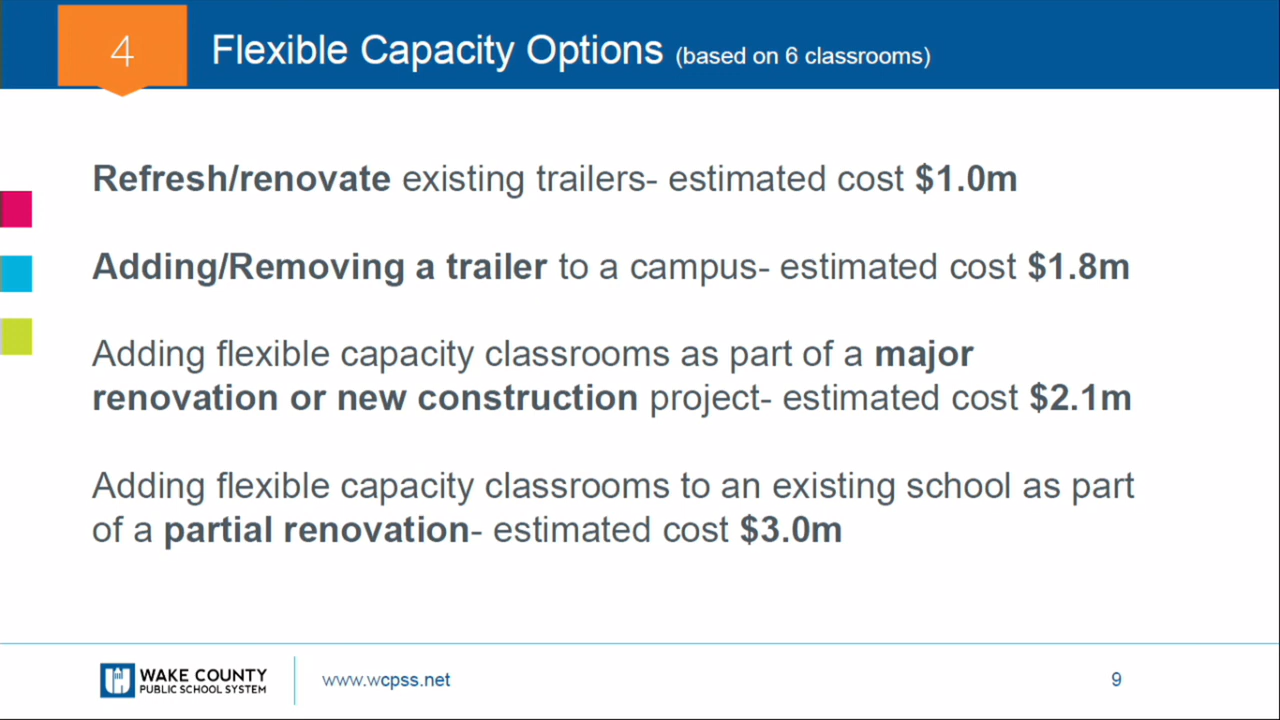 4
Flexible Capacity Options (based on 6 classrooms)
Refresh/renovate existing trailers- estimated cost $1.0m
Adding/Removing a trailer to a campus- estimated cost $1.8m
Adding flexible capacity classrooms as part of a major
renovation or new construction project- estimated cost $2.1m
Adding flexible capacity classrooms to an existing school as part
of a partial renovation- estimated cost $3.0m
WAKE COUNTY
PUBLIC SCHOOL SYSTEM
www.wcpss.net
9